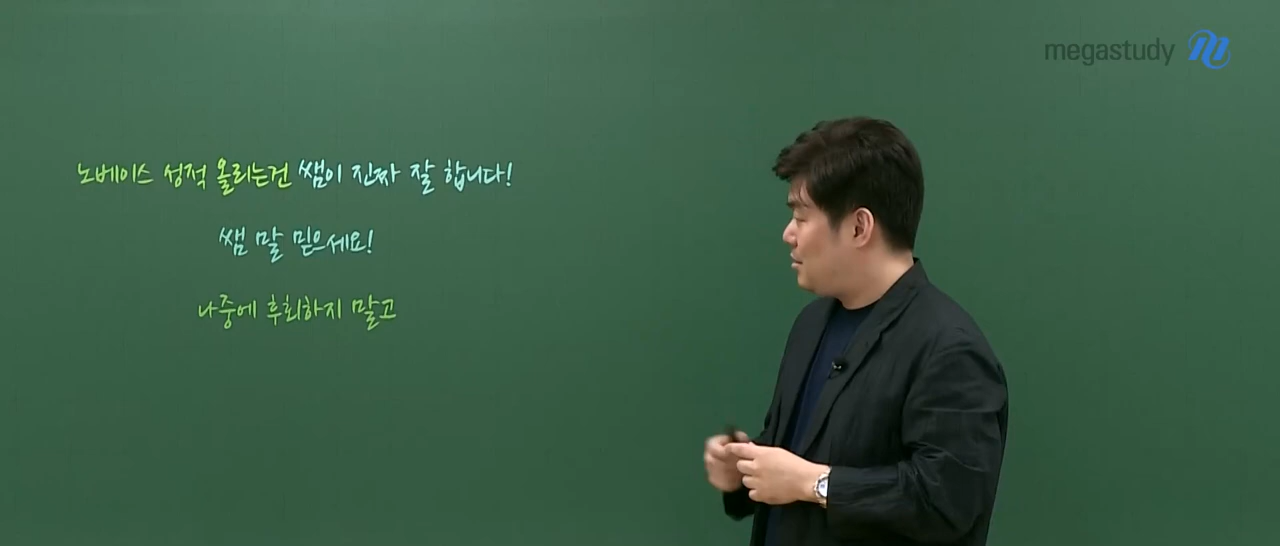 megastudy
노베이스 성적 올리는건 쌤이 진짜 잘 합니다!
쌤 말 믿으세요!
나중에 후회하지 말고